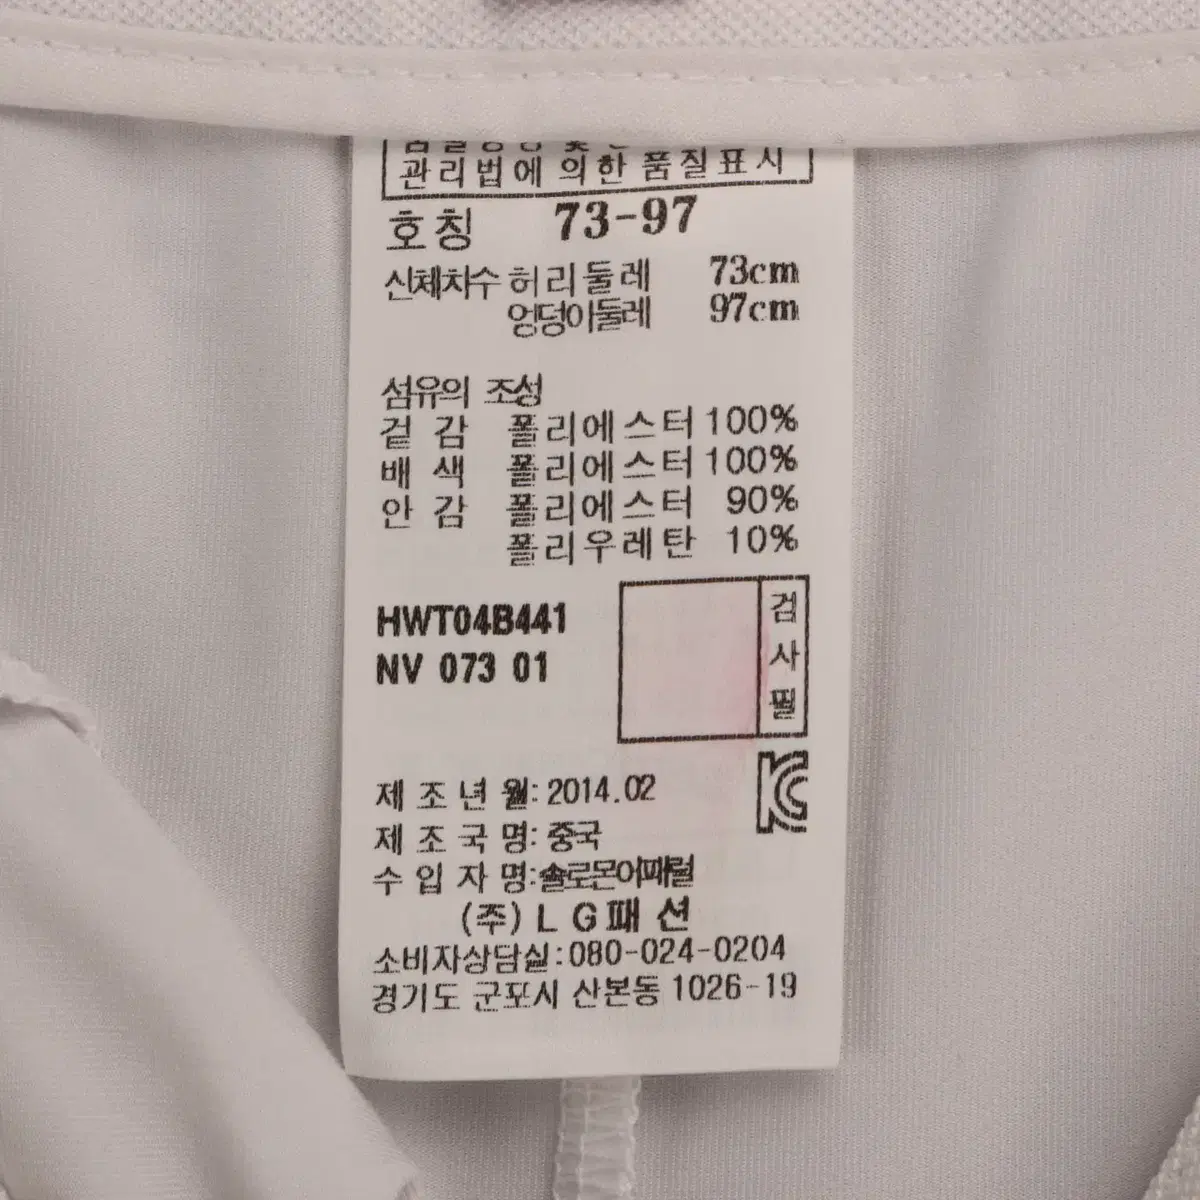 관리법에 의한 품질표시
호칭 73-97
신체치수 허리둘레 73cm
엉덩이둘레 97cm
섬유의 조성
겉감 폴리에스터 100%
배색 폴리에스터 100%
안감 폴리에스터 90%
폴리우레탄 10%
HWT04B441
NV 073 01
검사필
KC
제조년월: 2014.02
제조국명: 중국
수입자명: 솔로몬어패럴
(주) LG패션
소비자상담실: 080-024-0204
경기도 군포시 산본동 1026-19